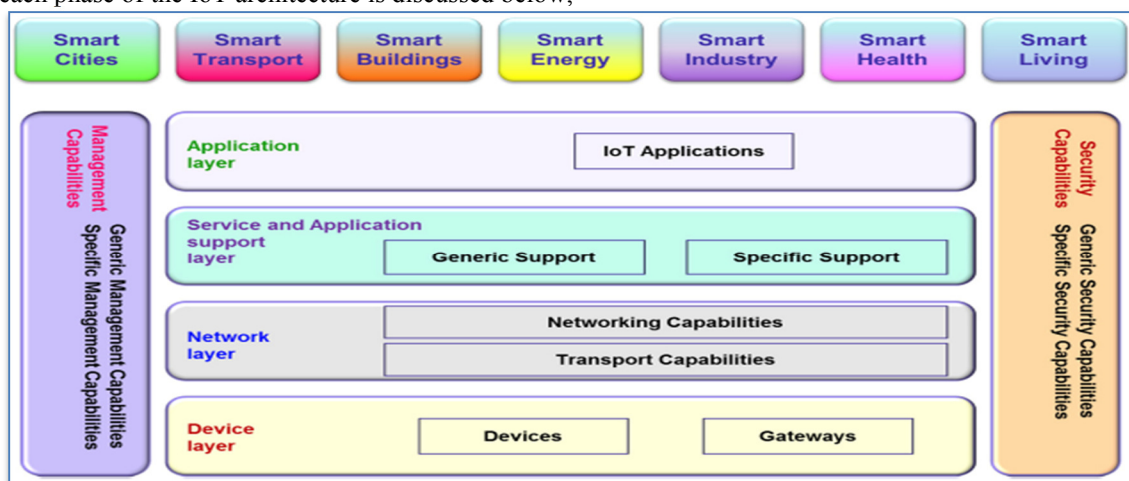 each phase of the IoT architecture is discussed below;
Smart
Cities
Smart
Transport
Smart
Buildings
Smart
Energy
Smart
Industry
Smart
Health
Smart
Living
Management
Capabilities
Generic Management Capabilities
Specific Management Capabilities
Application
layer
IoT Applications
Service and Application
support
layer
Generic Support
Specific Support
Network
layer
Networking Capabilities
Transport Capabilities
Device
layer
Devices
Gateways
Security
Capabilities
Generic Security Capabilities
Specific Security Capabilities